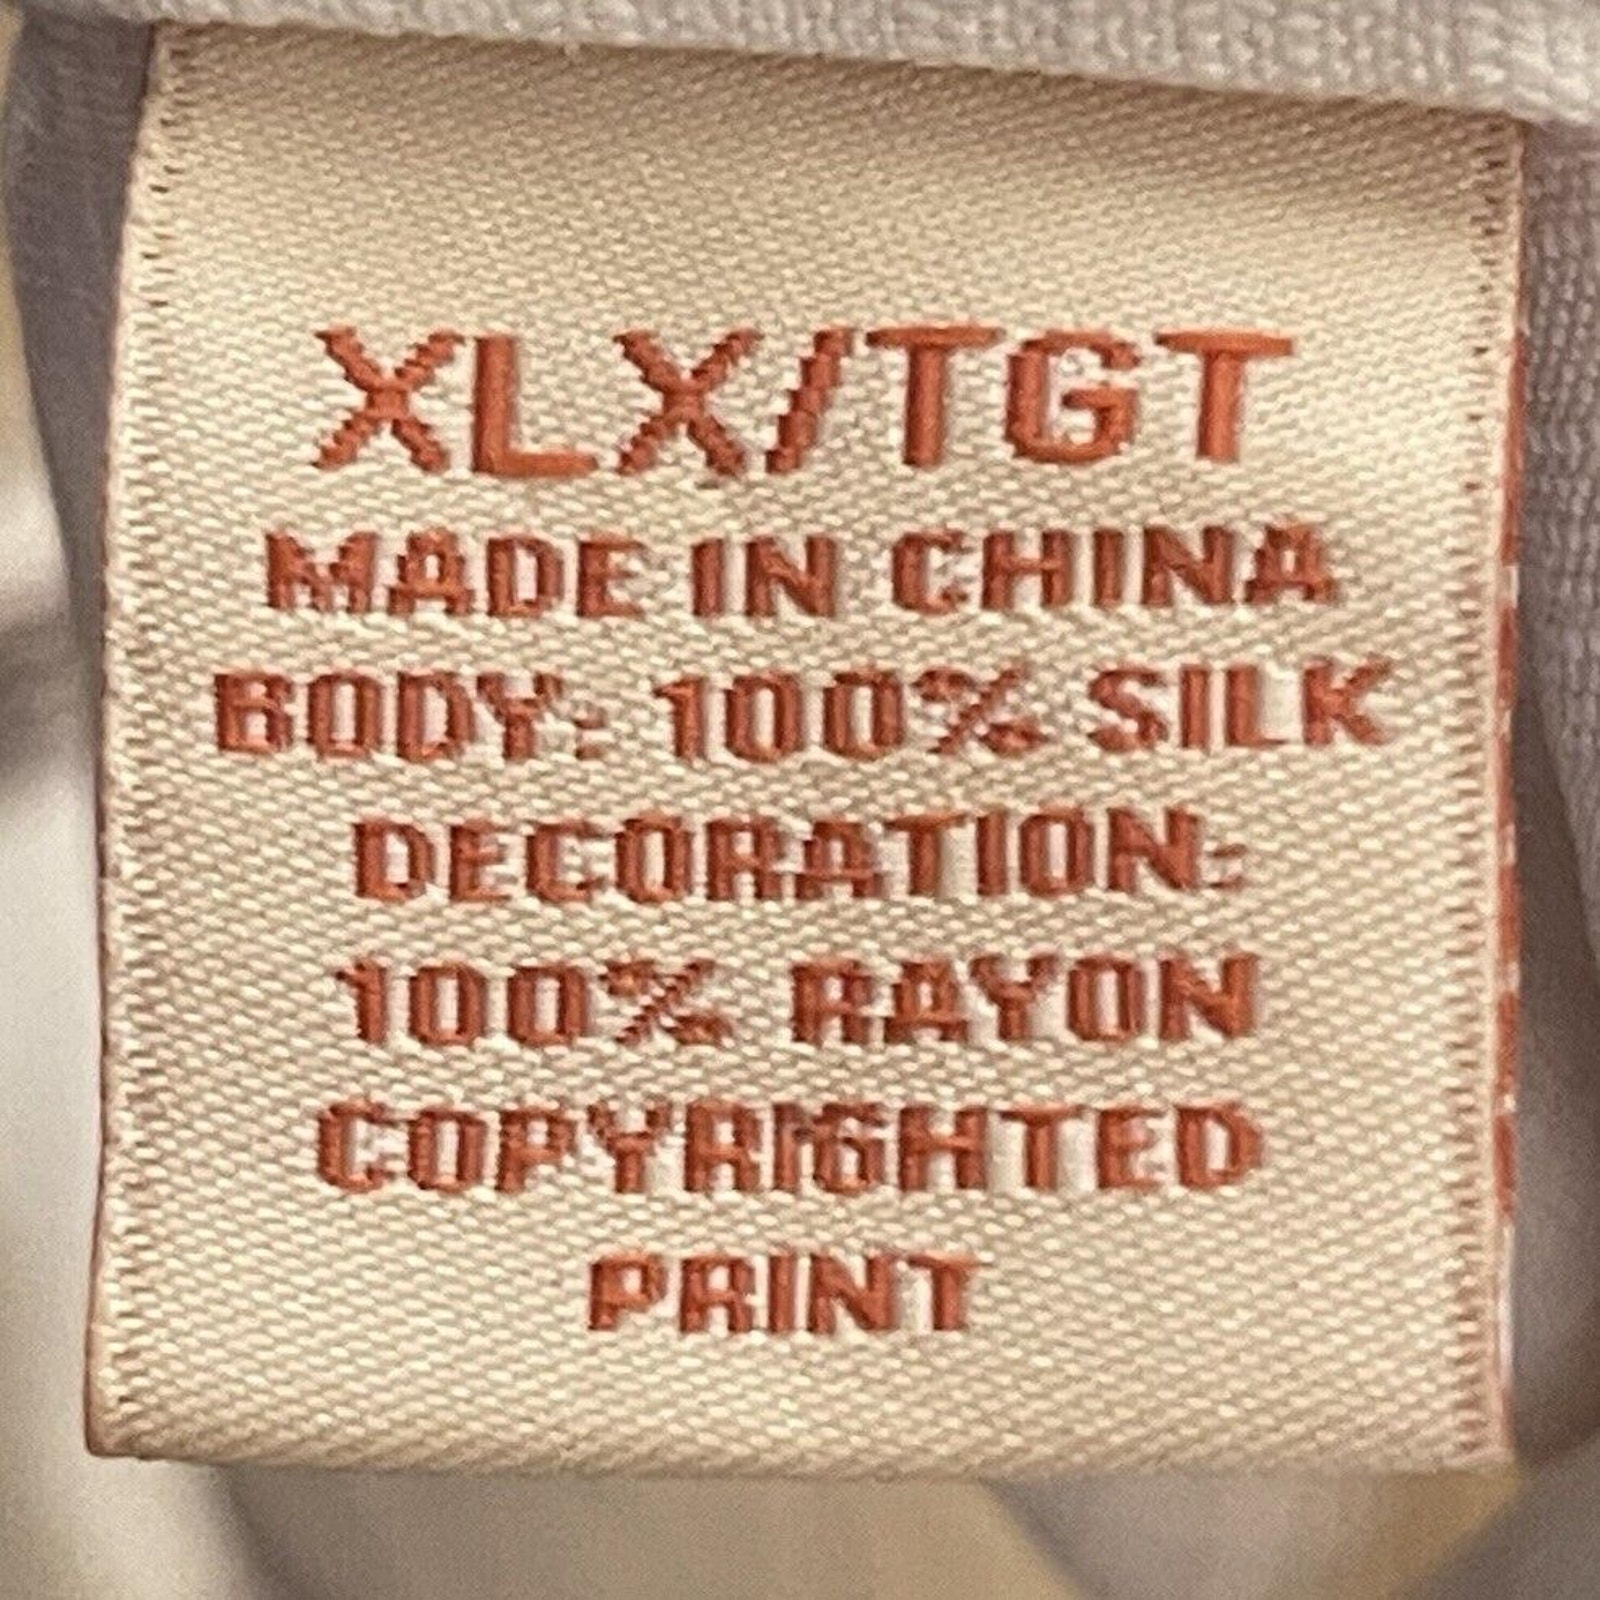 XLX/TGT
MADE IN CHINA
BODY: 100% SILK
DECORATION:
100% RAYON
COPYRIGHTED
PRINT